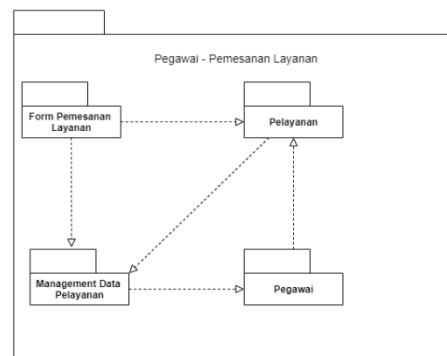 Pegawai - Pemesanan Layanan
Form Pemesanan
Layanan
Pelayanan
Management Data
Pelayanan
Pegawai